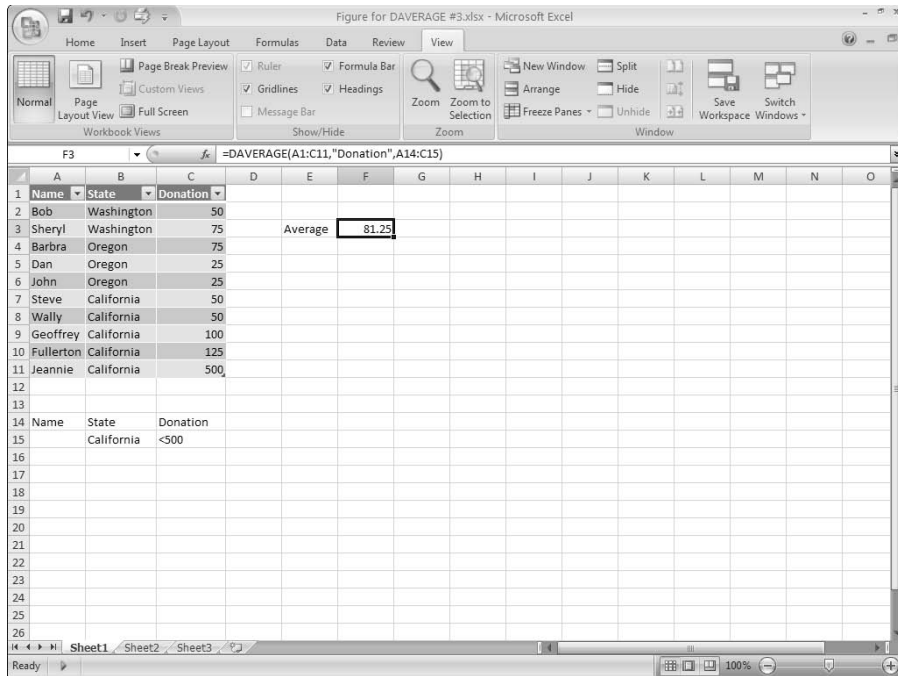 Figure for DAVERAGE #3.xlsx - Microsoft Excel
Home Insert Page Layout Formulas Data Review View
Normal
Page Layout View
Page Break Preview
Custom Views
Full Screen
Workbook Views
Ruler
Formula Bar
Gridlines
Headings
Message Bar
Show/Hide
Zoom
Zoom to Selection
Zoom
New Window
Arrange
Freeze Panes
Split
Hide
Unhide
Save Workspace
Switch Windows
Window
F3 fx =DAVERAGE(A1:C11,"Donation",A14:C15)
A B C D E F G H I J K L M N O
1 Name State Donation
2 Bob Washington 50
3 Sheryl Washington 75 Average 81.25
4 Barbra Oregon 75
5 Dan Oregon 25
6 John Oregon 25
7 Steve California 50
8 Wally California 50
9 Geoffrey California 100
10 Fullerton California 125
11 Jeannie California 500
12
13
14 Name State Donation
15 California <500
16
17
18
19
20
21
22
23
24
25
26
Sheet1 Sheet2 Sheet3
Ready 100%